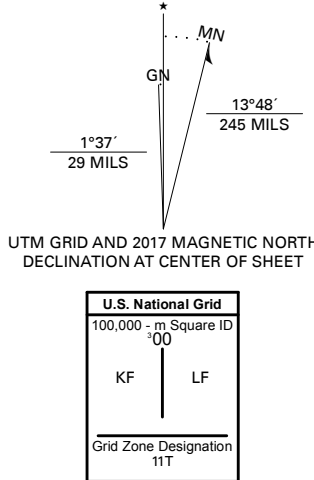 MN
GN
13°48´
245 MILS
1°37´
29 MILS
UTM GRID AND 2017 MAGNETIC NORTH
DECLINATION AT CENTER OF SHEET
U.S. National Grid
100,000 - m Square ID
³00
KF LF
Grid Zone Designation
11T